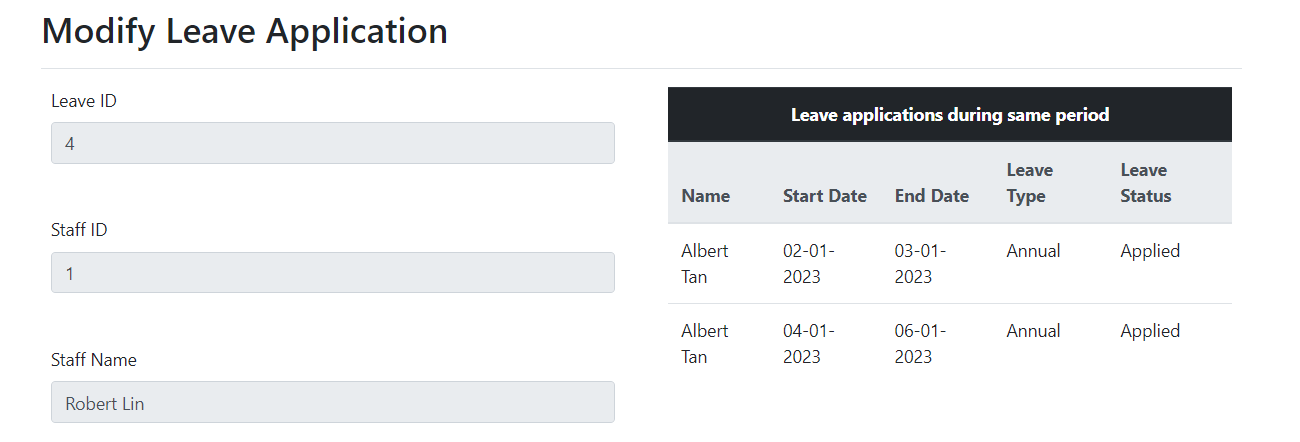 Modify Leave Application
Leave ID
4
Staff ID
1
Staff Name
Robert Lin
Leave applications during same period
Name Start Date End Date Leave Type Leave Status
Albert Tan 02-01-2023 03-01-2023 Annual Applied
Albert Tan 04-01-2023 06-01-2023 Annual Applied